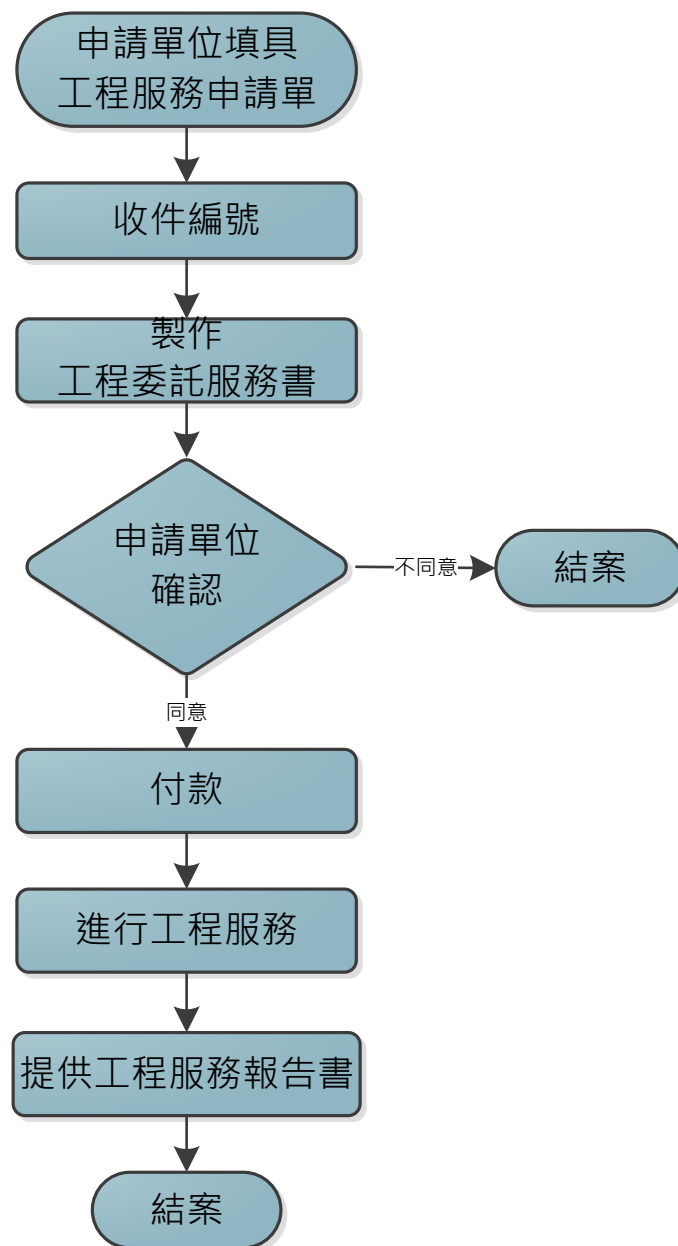 申請單位填具
工程服務申請單
收件編號
製作
工程委託服務書
申請單位
確認
不同意
結案
同意
付款
進行工程服務
提供工程服務報告書
結案